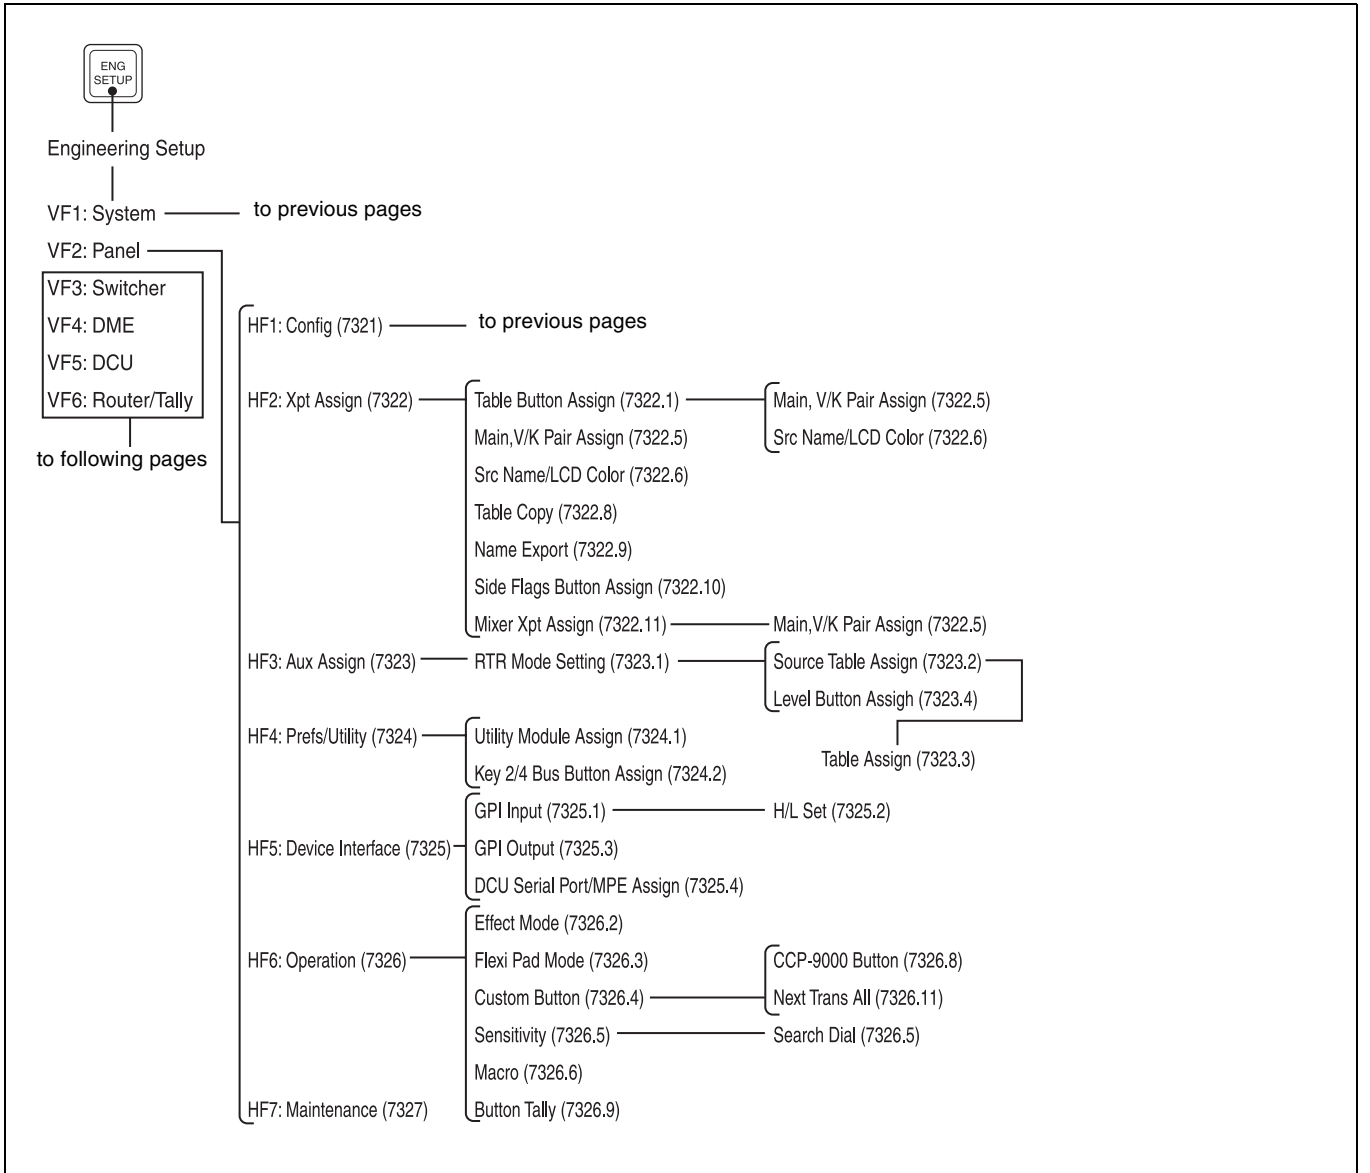 ENG
SETUP
Engineering Setup
VF1: System
to previous pages
VF2: Panel
VF3: Switcher
VF4: DME
VF5: DCU
VF6: Router/Tally
to following pages
HF1: Config (7321)
to previous pages
HF2: Xpt Assign (7322)
Table Button Assign (7322.1)
Main, V/K Pair Assign (7322.5)
Src Name/LCD Color (7322.6)
Main,V/K Pair Assign (7322.5)
Src Name/LCD Color (7322.6)
Table Copy (7322.8)
Name Export (7322.9)
Side Flags Button Assign (7322.10)
Mixer Xpt Assign (7322.11)
Main,V/K Pair Assign (7322.5)
HF3: Aux Assign (7323)
RTR Mode Setting (7323.1)
Source Table Assign (7323.2)
Level Button Assigh (7323.4)
Table Assign (7323.3)
HF4: Prefs/Utility (7324)
Utility Module Assign (7324.1)
Key 2/4 Bus Button Assign (7324.2)
HF5: Device Interface (7325)
GPI Input (7325.1)
H/L Set (7325.2)
GPI Output (7325.3)
DCU Serial Port/MPE Assign (7325.4)
HF6: Operation (7326)
Effect Mode (7326.2)
Flexi Pad Mode (7326.3)
Custom Button (7326.4)
CCP-9000 Button (7326.8)
Next Trans All (7326.11)
Sensitivity (7326.5)
Search Dial (7326.5)
Macro (7326.6)
Button Tally (7326.9)
HF7: Maintenance (7327)